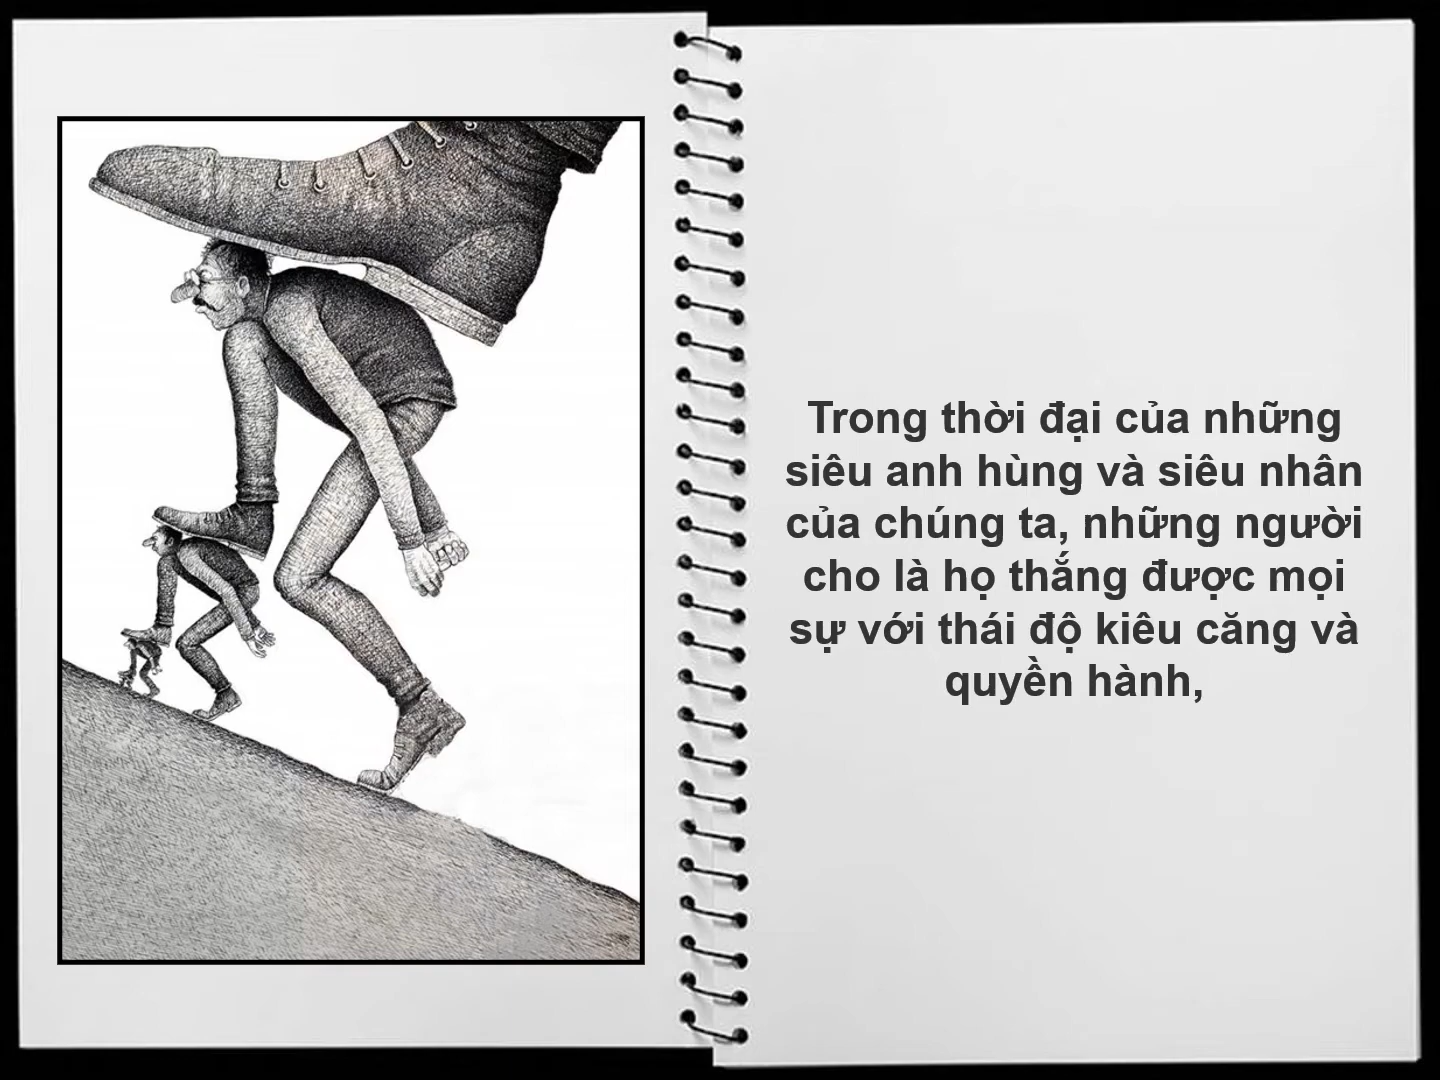 Trong thời đại của những
siêu anh hùng và siêu nhân
của chúng ta, những người
cho là họ thắng được mọi
sự với thái độ kiêu căng và
quyền hành,